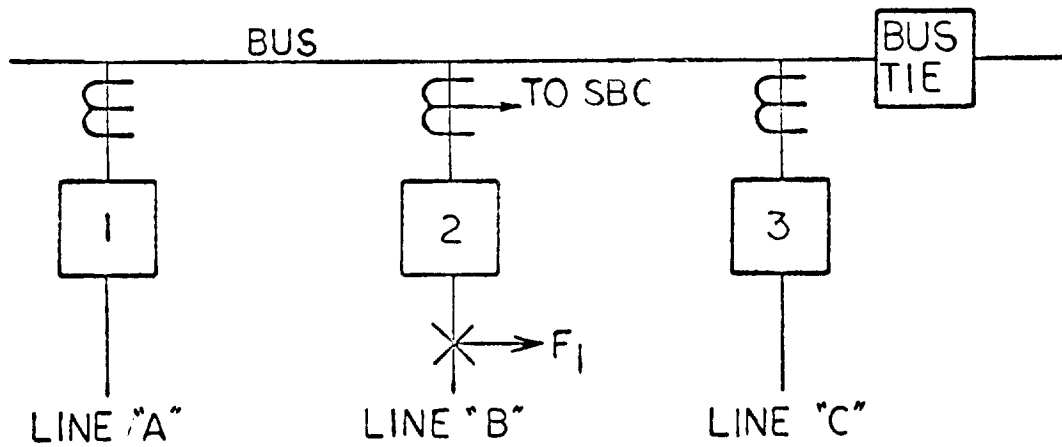 BUS
BUS
TIE
TO SBC
1
2
3
F1
LINE "A"
LINE "B"
LINE "C"